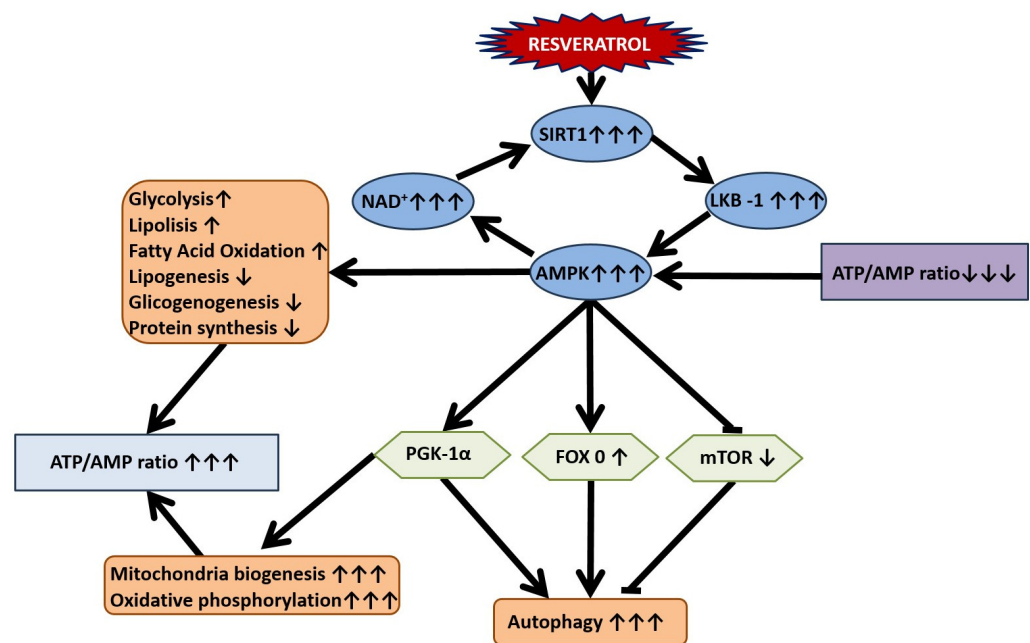 RESVERATROL
SIRT1↑↑↑
NAD⁺↑↑↑
LKB -1 ↑↑↑
Glycolysis↑
Lipolisis ↑
Fatty Acid Oxidation ↑
Lipogenesis ↓
Glicogenogenesis ↓
Protein synthesis ↓
AMPK↑↑↑
ATP/AMP ratio↓↓↓
ATP/AMP ratio ↑↑↑
PGK-1α
FOX 0 ↑
mTOR ↓
Mitochondria biogenesis ↑↑↑
Oxidative phosphorylation↑↑↑
Autophagy ↑↑↑